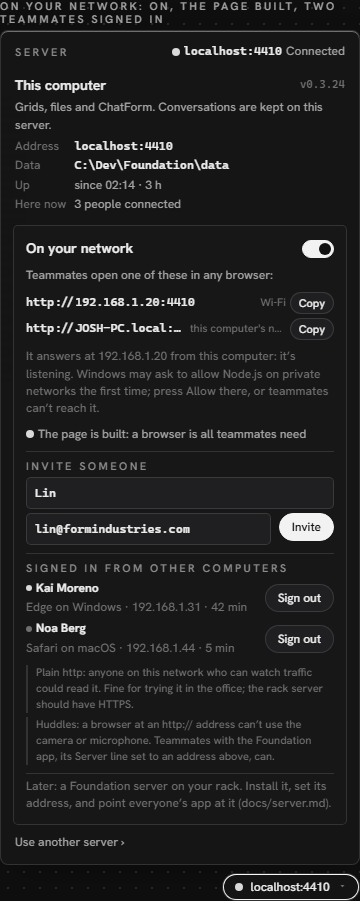 ON YOUR NETWORK: ON, THE PAGE BUILT, TWO
TEAMMATES SIGNED IN
SERVER
localhost:4410 Connected
This computer
v0.3.24
Grids, files and ChatForm. Conversations are kept on this
server.
Address localhost:4410
Data C:\Dev\Foundation\data
Up since 02:14 · 3 h
Here now 3 people connected
On your network
Teammates open one of these in any browser:
http://192.168.1.20:4410 Wi-Fi Copy
http://JOSH-PC.local:… this computer's n… Copy
It answers at 192.168.1.20 from this computer: it's
listening. Windows may ask to allow Node.js on private
networks the first time; press Allow there, or teammates
can't reach it.
The page is built: a browser is all teammates need
INVITE SOMEONE
Lin
lin@formindustries.com Invite
SIGNED IN FROM OTHER COMPUTERS
Kai Moreno
Edge on Windows · 192.168.1.31 · 42 min
Sign out
Noa Berg
Safari on macOS · 192.168.1.44 · 5 min
Sign out
Plain http: anyone on this network who can watch traffic
could read it. Fine for trying it in the office; the rack server
should have HTTPS.
Huddles: a browser at an http:// address can't use the
camera or microphone. Teammates with the Foundation
app, its Server line set to an address above, can.
Later: a Foundation server on your rack. Install it, set its
address, and point everyone's app at it (docs/server.md).
Use another server ›
localhost:4410